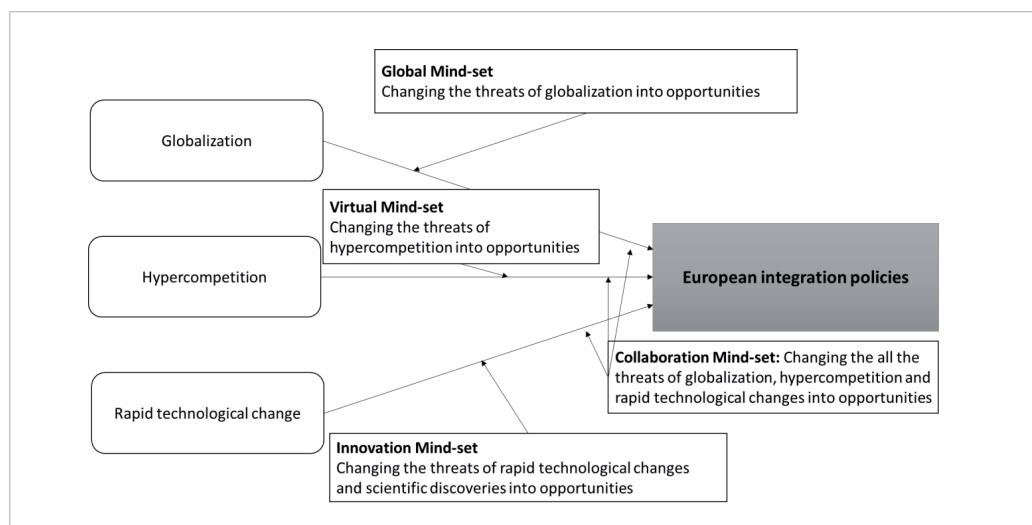 Global Mind-set
Changing the threats of globalization into opportunities
Globalization
Virtual Mind-set
Changing the threats of
hypercompetition into opportunities
Hypercompetition
European integration policies
Collaboration Mind-set: Changing the all the
threats of globalization, hypercompetition and
rapid technological changes into opportunities
Rapid technological change
Innovation Mind-set
Changing the threats of rapid technological changes
and scientific discoveries into opportunities